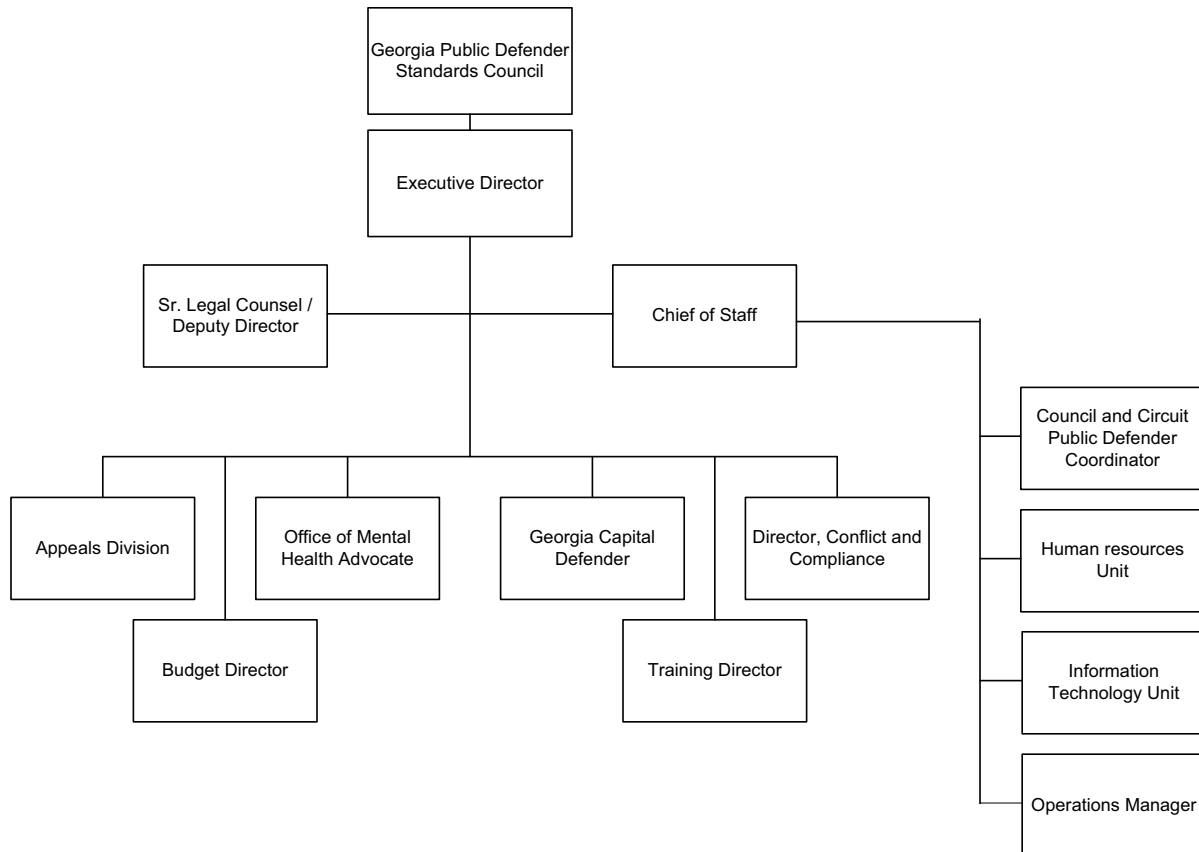 Georgia Public Defender
Standards Council
Executive Director
Sr. Legal Counsel /
Deputy Director
Chief of Staff
Council and Circuit
Public Defender
Coordinator
Appeals Division
Office of Mental
Health Advocate
Georgia Capital
Defender
Director, Conflict and
Compliance
Human resources
Unit
Budget Director
Training Director
Information
Technology Unit
Operations Manager